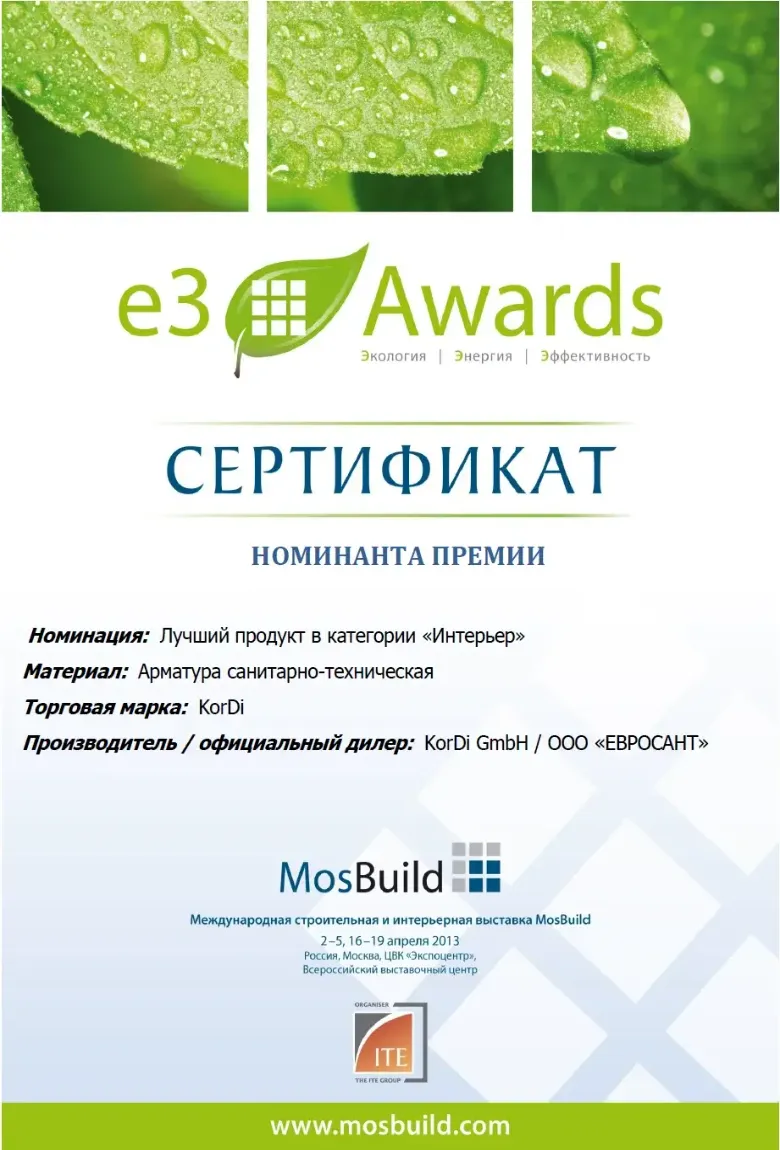 e3 Awards
Экология | Энергия | Эффективность
СЕРТИФИКАТ
НОМИНАНТА ПРЕМИИ
Номинация: Лучший продукт в категории «Интерьер»
Материал: Арматура санитарно-техническая
Торговая марка: KorDi
Производитель / официальный дилер: KorDi GmbH / ООО «ЕВРОСАНТ»
MosBuild
Международная строительная и интерьерная выставка MosBuild
2–5, 16–19 апреля 2013
Россия, Москва, ЦВК «Экспоцентр»,
Всероссийский выставочный центр
ORGANISER
ITE
THE ITE GROUP
www.mosbuild.com